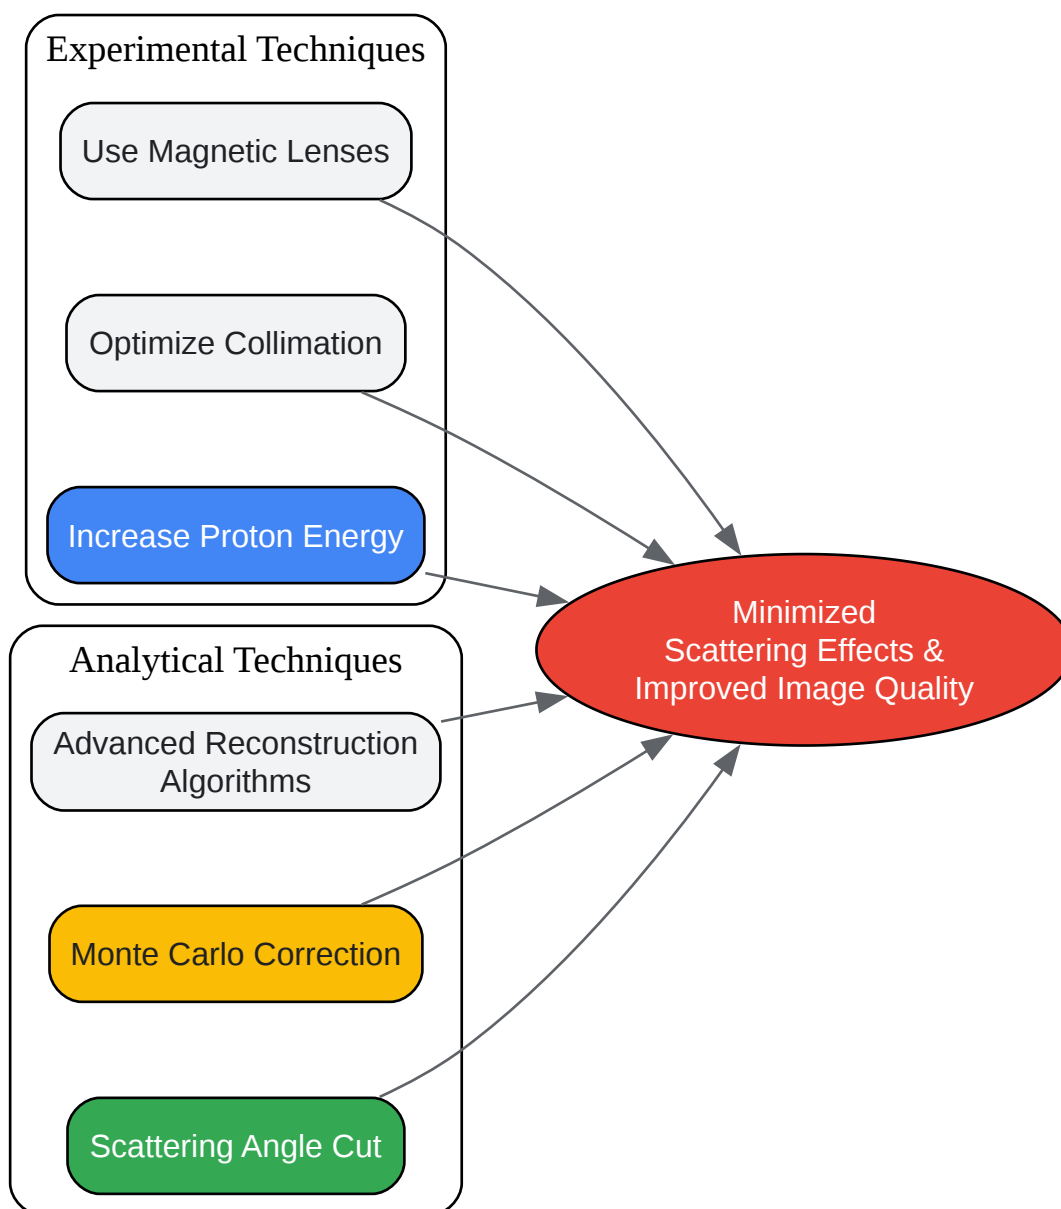 Experimental Techniques
Use Magnetic Lenses
Optimize Collimation
Increase Proton Energy
Analytical Techniques
Advanced Reconstruction
Algorithms
Monte Carlo Correction
Scattering Angle Cut
Minimized
Scattering Effects &
Improved Image Quality